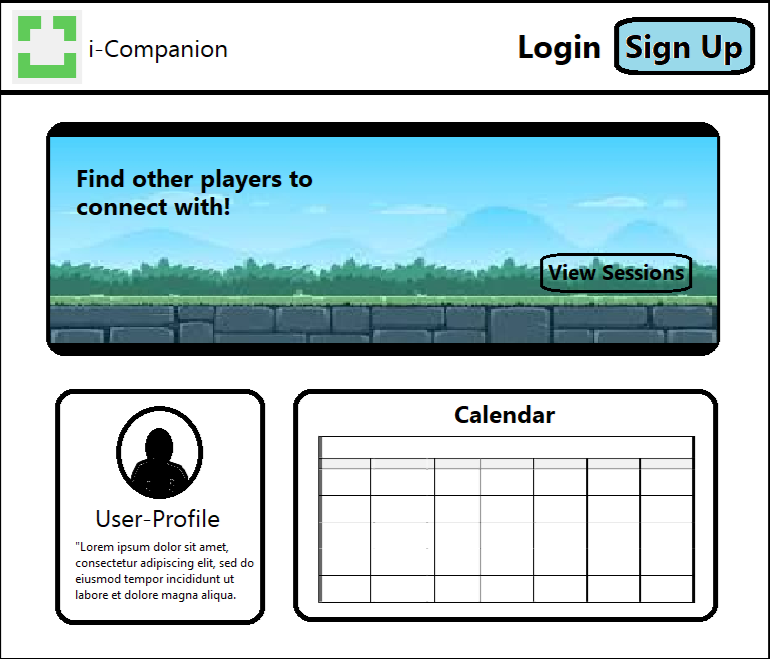 i-Companion
Login
Sign Up
Find other players to
connect with!
View Sessions
User-Profile
"Lorem ipsum dolor sit amet,
consectetur adipiscing elit, sed do
eiusmod tempor incididunt ut
labore et dolore magna aliqua.
Calendar